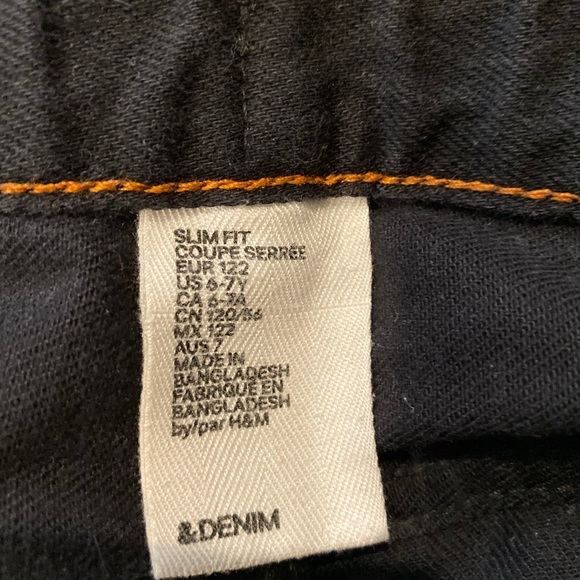 SLIM FIT
COUPE SERRÉE
EUR 122
US 6-7Y
CA 6-7A
CN 120/56
MX 122
AUS 7
MADE IN
BANGLADESH
FABRIQUE EN
BANGLADESH
by/par H&M
&DENIM